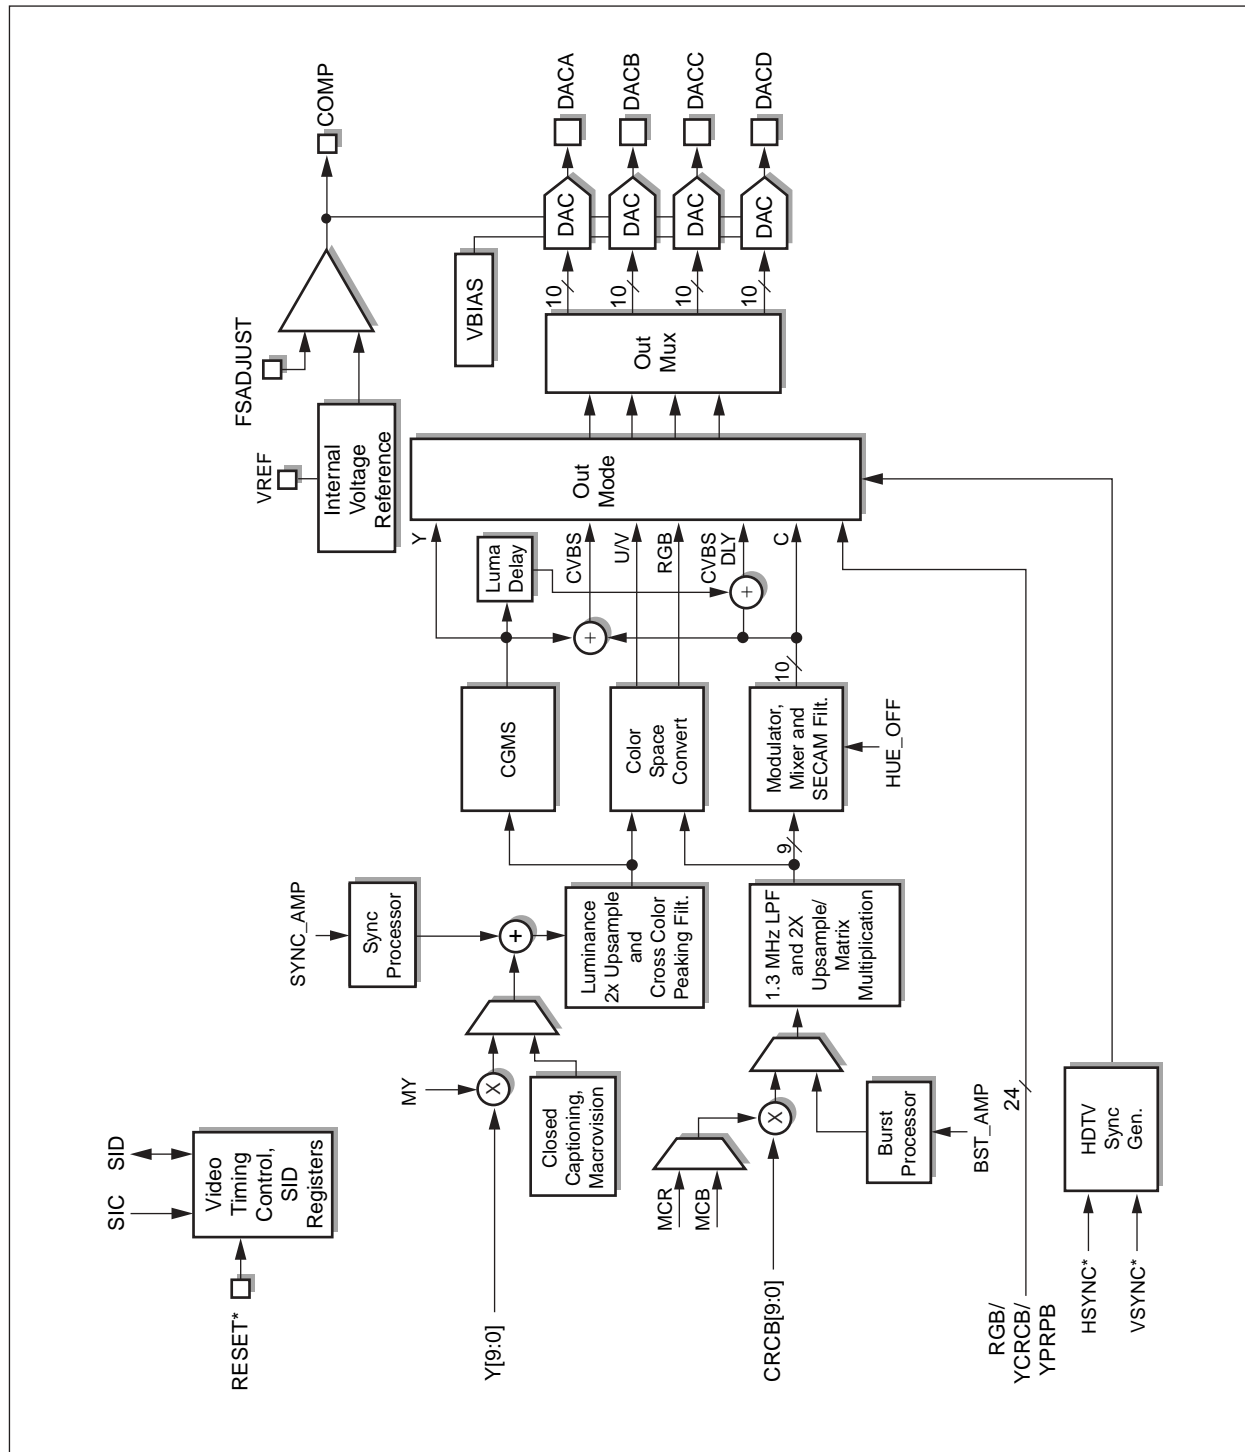 RESET*
SIC
SID
Video
Timing
Control,
SID
Registers
Y[9:0]
MY
X
Closed
Captioning,
Macrovision
SYNC_AMP
Sync
Processor
+
Luminance
2x Upsample
and
Cross Color
Peaking Filt.
CGMS
Luma
Delay
Y
CVBS
U/V
RGB
CVBS
DLY
C
+
+
Color
Space
Convert
CRCB[9:0]
MCR
MCB
X
Burst
Processor
BST_AMP
1.3 MHz LPF
and 2X
Upsample/
Matrix
Multiplication
9
Modulator,
Mixer and
SECAM Filt.
HUE_OFF
10
RGB/
YCRCB/
YPRPB
24
HSYNC*
VSYNC*
HDTV
Sync
Gen.
Out
Mode
VREF
Internal
Voltage
Reference
FSADJUST
COMP
VBIAS
Out
Mux
10
10
10
10
DAC
DAC
DAC
DAC
DACA
DACB
DACC
DACD